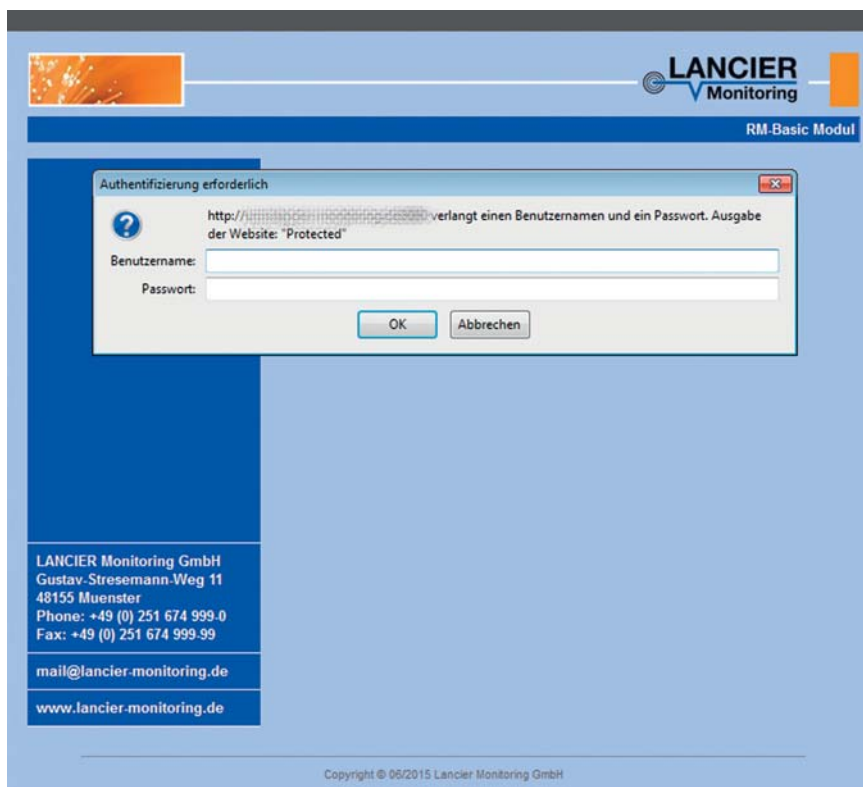 LANCIER
Monitoring
RM-Basic Modul
Authentifizierung erforderlich
http:// verlangt einen Benutzernamen und ein Passwort. Ausgabe
der Website: "Protected"
Benutzername:
Passwort:
OK
Abbrechen
LANCIER Monitoring GmbH
Gustav-Stresemann-Weg 11
48155 Muenster
Phone: +49 (0) 251 674 999-0
Fax: +49 (0) 251 674 999-99
mail@lancier-monitoring.de
www.lancier-monitoring.de
Copyright © 06/2015 Lancier Monitoring GmbH